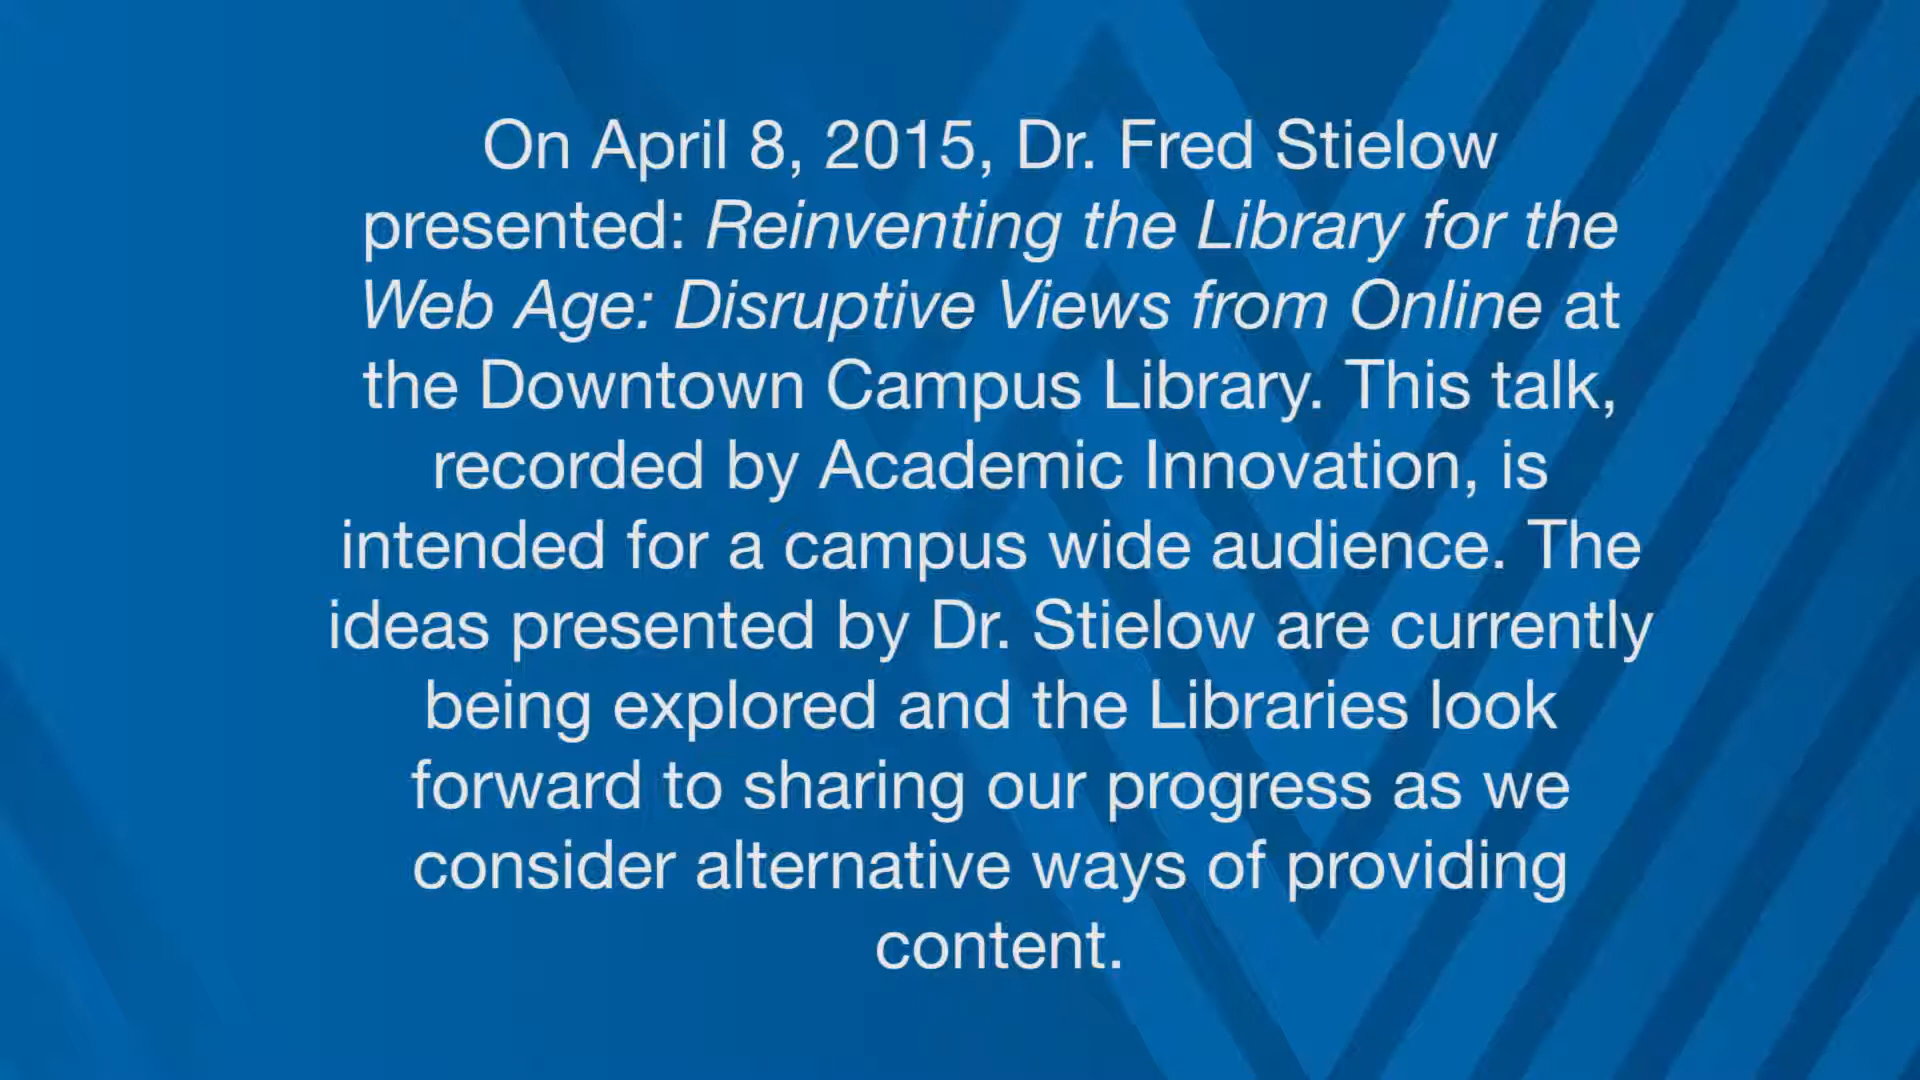 On April 8, 2015, Dr. Fred Stielow
presented: Reinventing the Library for the
Web Age: Disruptive Views from Online at
the Downtown Campus Library. This talk,
recorded by Academic Innovation, is
intended for a campus wide audience. The
ideas presented by Dr. Stielow are currently
being explored and the Libraries look
forward to sharing our progress as we
consider alternative ways of providing
content.